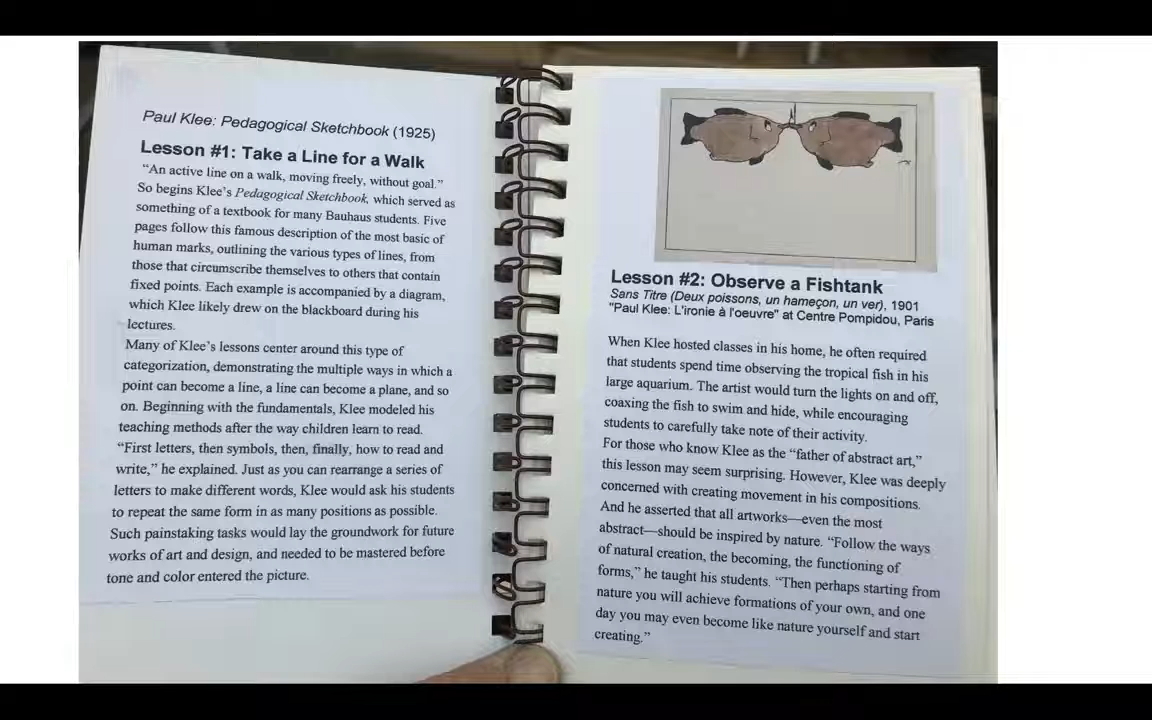 Paul Klee: Pedagogical Sketchbook (1925)
Lesson #1: Take a Line for a Walk
“An active line on a walk, moving freely, without goal.”
So begins Klee’s Pedagogical Sketchbook, which served as
something of a textbook for many Bauhaus students. Five
pages follow this famous description of the most basic of
human marks, outlining the various types of lines, from
those that circumscribe themselves to others that contain
fixed points. Each example is accompanied by a diagram,
which Klee likely drew on the blackboard during his
lectures.
Many of Klee’s lessons center around this type of
categorization, demonstrating the multiple ways in which a
point can become a line, a line can become a plane, and so
on. Beginning with the fundamentals, Klee modeled his
teaching methods after the way children learn to read.
“First letters, then symbols, then, finally, how to read and
write,” he explained. Just as you can rearrange a series of
letters to make different words, Klee would ask his students
to repeat the same form in as many positions as possible.
Such painstaking tasks would lay the groundwork for future
works of art and design, and needed to be mastered before
tone and color entered the picture.
Lesson #2: Observe a Fishtank
Sans Titre (Deux poissons, un hameçon, un ver), 1901
"Paul Klee: L'ironie à l'oeuvre" at Centre Pompidou, Paris
When Klee hosted classes in his home, he often required
that students spend time observing the tropical fish in his
large aquarium. The artist would turn the lights on and off,
coaxing the fish to swim and hide, while encouraging
students to carefully take note of their activity.
For those who know Klee as the “father of abstract art,”
this lesson may seem surprising. However, Klee was deeply
concerned with creating movement in his compositions.
And he asserted that all artworks—even the most
abstract—should be inspired by nature. “Follow the ways
of natural creation, the becoming, the functioning of
forms,” he taught his students. “Then perhaps starting from
nature you will achieve formations of your own, and one
day you may even become like nature yourself and start
creating.”